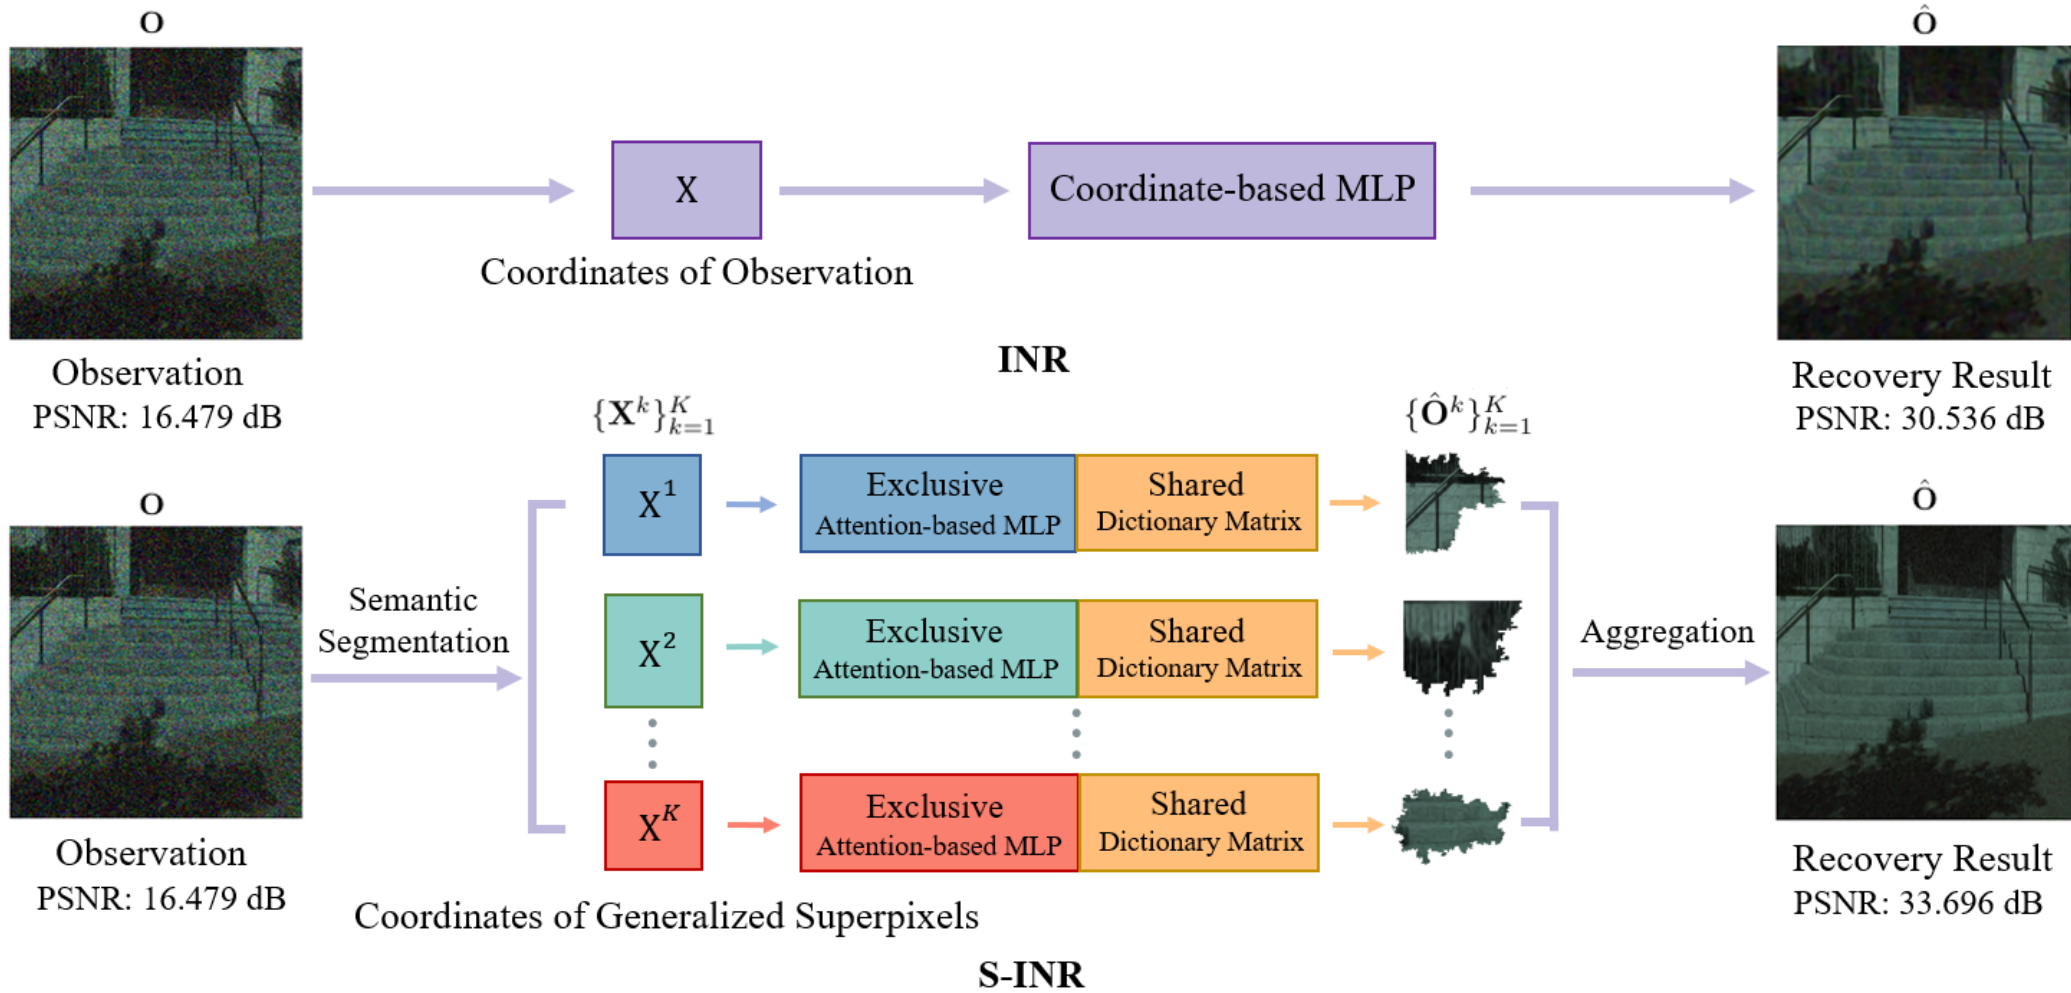 O
Ô
X
Coordinate-based MLP
Coordinates of Observation
Observation
PSNR: 16.479 dB
INR
Recovery Result
PSNR: 30.536 dB
{X^k}_{k=1}^K
{Ô^k}_{k=1}^K
O
Ô
Semantic
Segmentation
X^1
Exclusive
Attention-based MLP
Shared
Dictionary Matrix
X^2
Exclusive
Attention-based MLP
Shared
Dictionary Matrix
X^K
Exclusive
Attention-based MLP
Shared
Dictionary Matrix
Aggregation
Observation
PSNR: 16.479 dB
Coordinates of Generalized Superpixels
Recovery Result
PSNR: 33.696 dB
S-INR